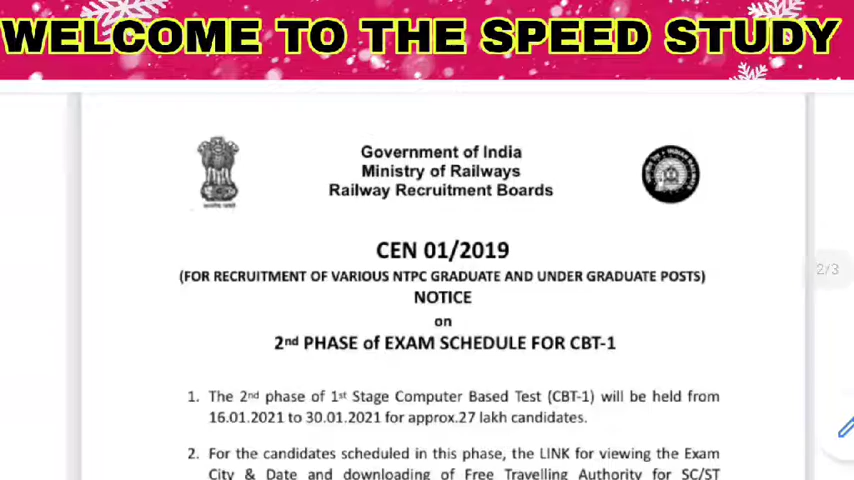 WELCOME TO THE SPEED STUDY
Government of India
Ministry of Railways
Railway Recruitment Boards
CEN 01/2019
(FOR RECRUITMENT OF VARIOUS NTPC GRADUATE AND UNDER GRADUATE POSTS)
NOTICE
on
2nd PHASE of EXAM SCHEDULE FOR CBT-1
2/3
1. The 2nd phase of 1st Stage Computer Based Test (CBT-1) will be held from
16.01.2021 to 30.01.2021 for approx.27 lakh candidates.
2. For the candidates scheduled in this phase, the LINK for viewing the Exam
City & Date and downloading of Free Travelling Authority for SC/ST